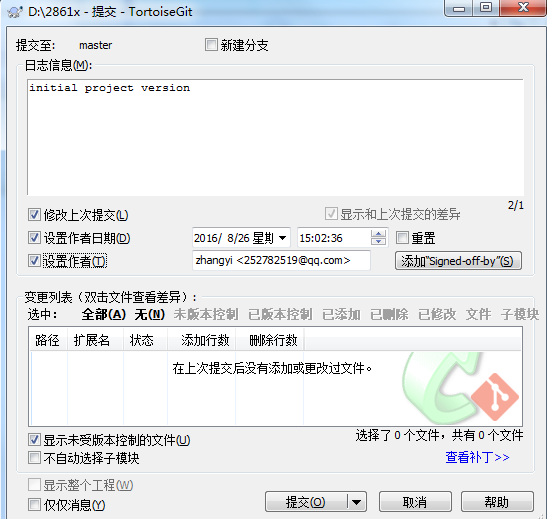 D:\2861x - 提交 - TortoiseGit
提交至: master 新建分支
日志信息(M):
initial project version
2/1
修改上次提交(L) 显示和上次提交的差异
设置作者日期(D) 2016/ 8/26 星期 15:02:36 重置
设置作者(T) zhangyi <252782519@qq.com> 添加"Signed-off-by"(S)
变更列表（双击文件查看差异）:
选中: 全部(A) 无(N) 未版本控制 已版本控制 已添加 已删除 已修改 文件 子模块
路径 扩展名 状态 添加行数 删除行数
在上次提交后没有添加或更改过文件。
显示未受版本控制的文件(U) 选择了 0 个文件，共有 0 个文件
不自动选择子模块 查看补丁>>
显示整个工程(W)
仅仅消息(Y) 提交(O) 取消 帮助